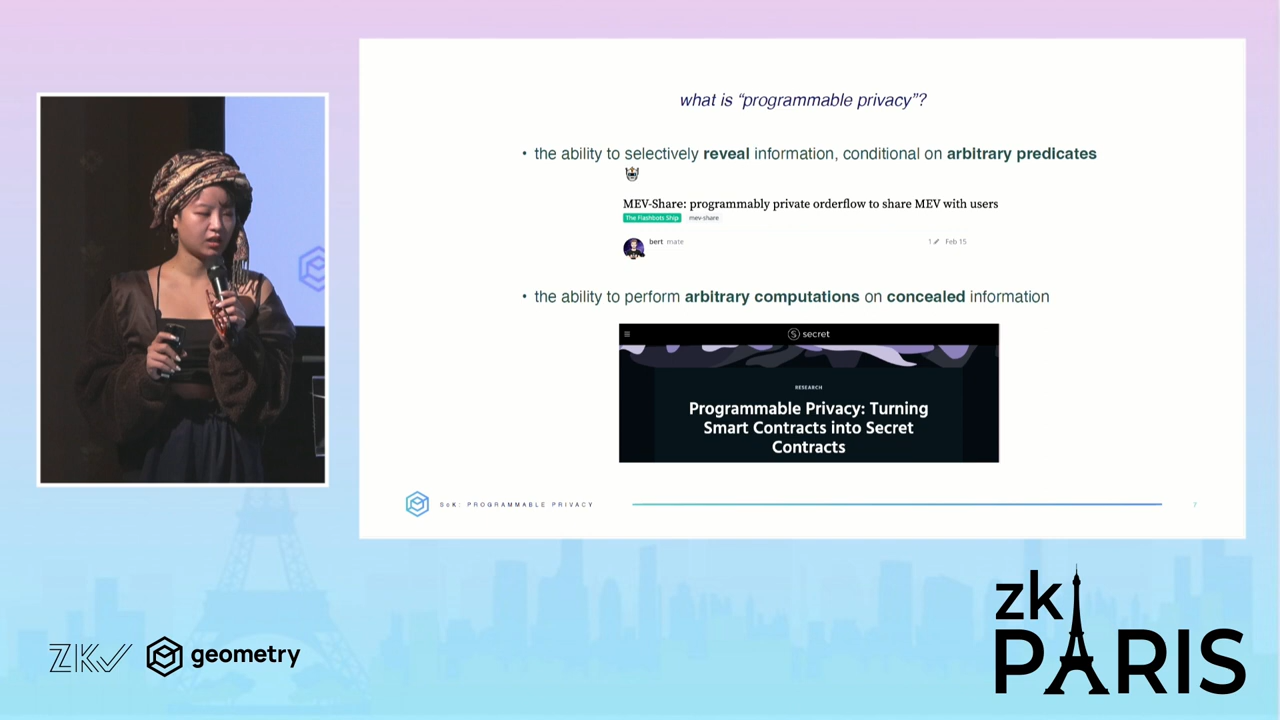 what is “programmable privacy”?
• the ability to selectively reveal information, conditional on arbitrary predicates
MEV-Share: programmably private orderflow to share MEV with users
The Flashbots Ship mev-share
bert mate 1 Feb 15
• the ability to perform arbitrary computations on concealed information
S secret
RESEARCH
Programmable Privacy: Turning
Smart Contracts into Secret
Contracts
SoK: PROGRAMMABLE PRIVACY 7
ZKV geometry
zk
PARIS